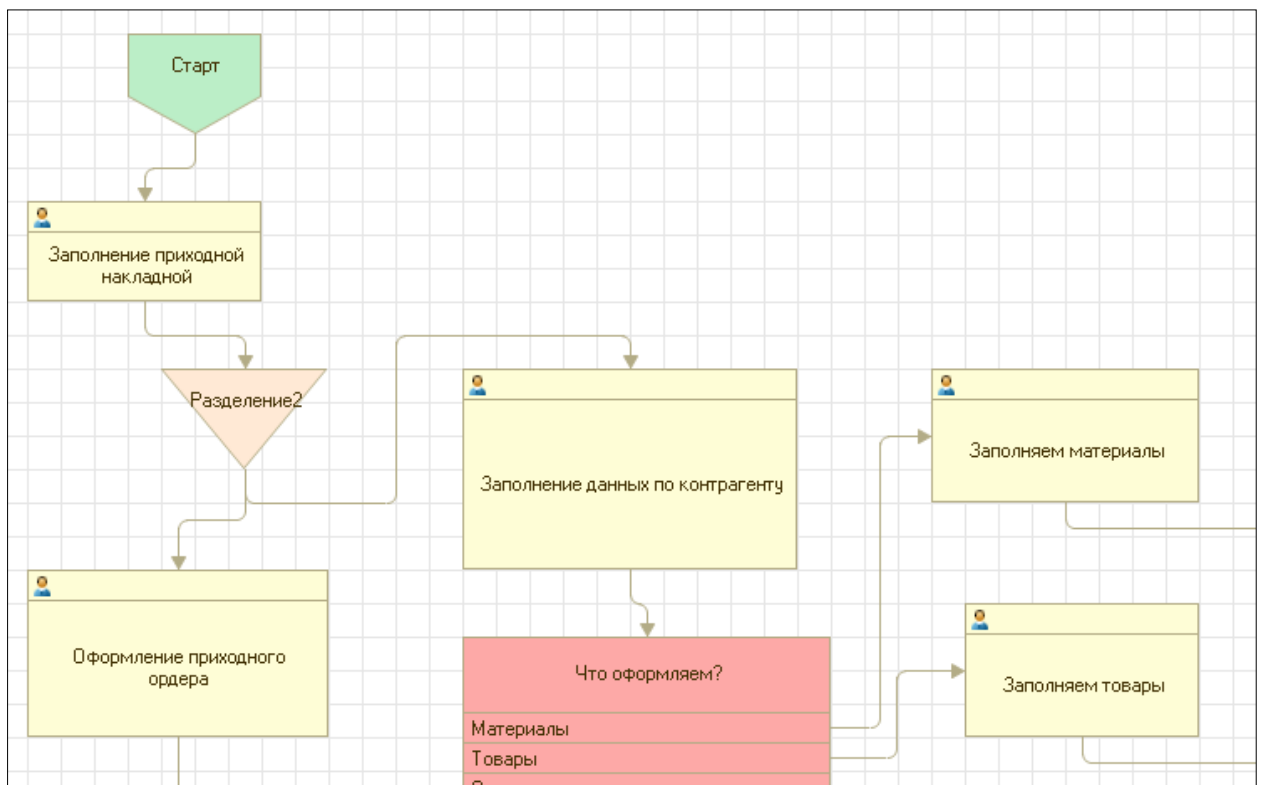 Старт
Заполнение приходной
накладной
Разделение2
Заполнение данных по контрагенту
Заполняем материалы
Оформление приходного
ордера
Что оформляем?
Заполняем товары
Материалы
Товары